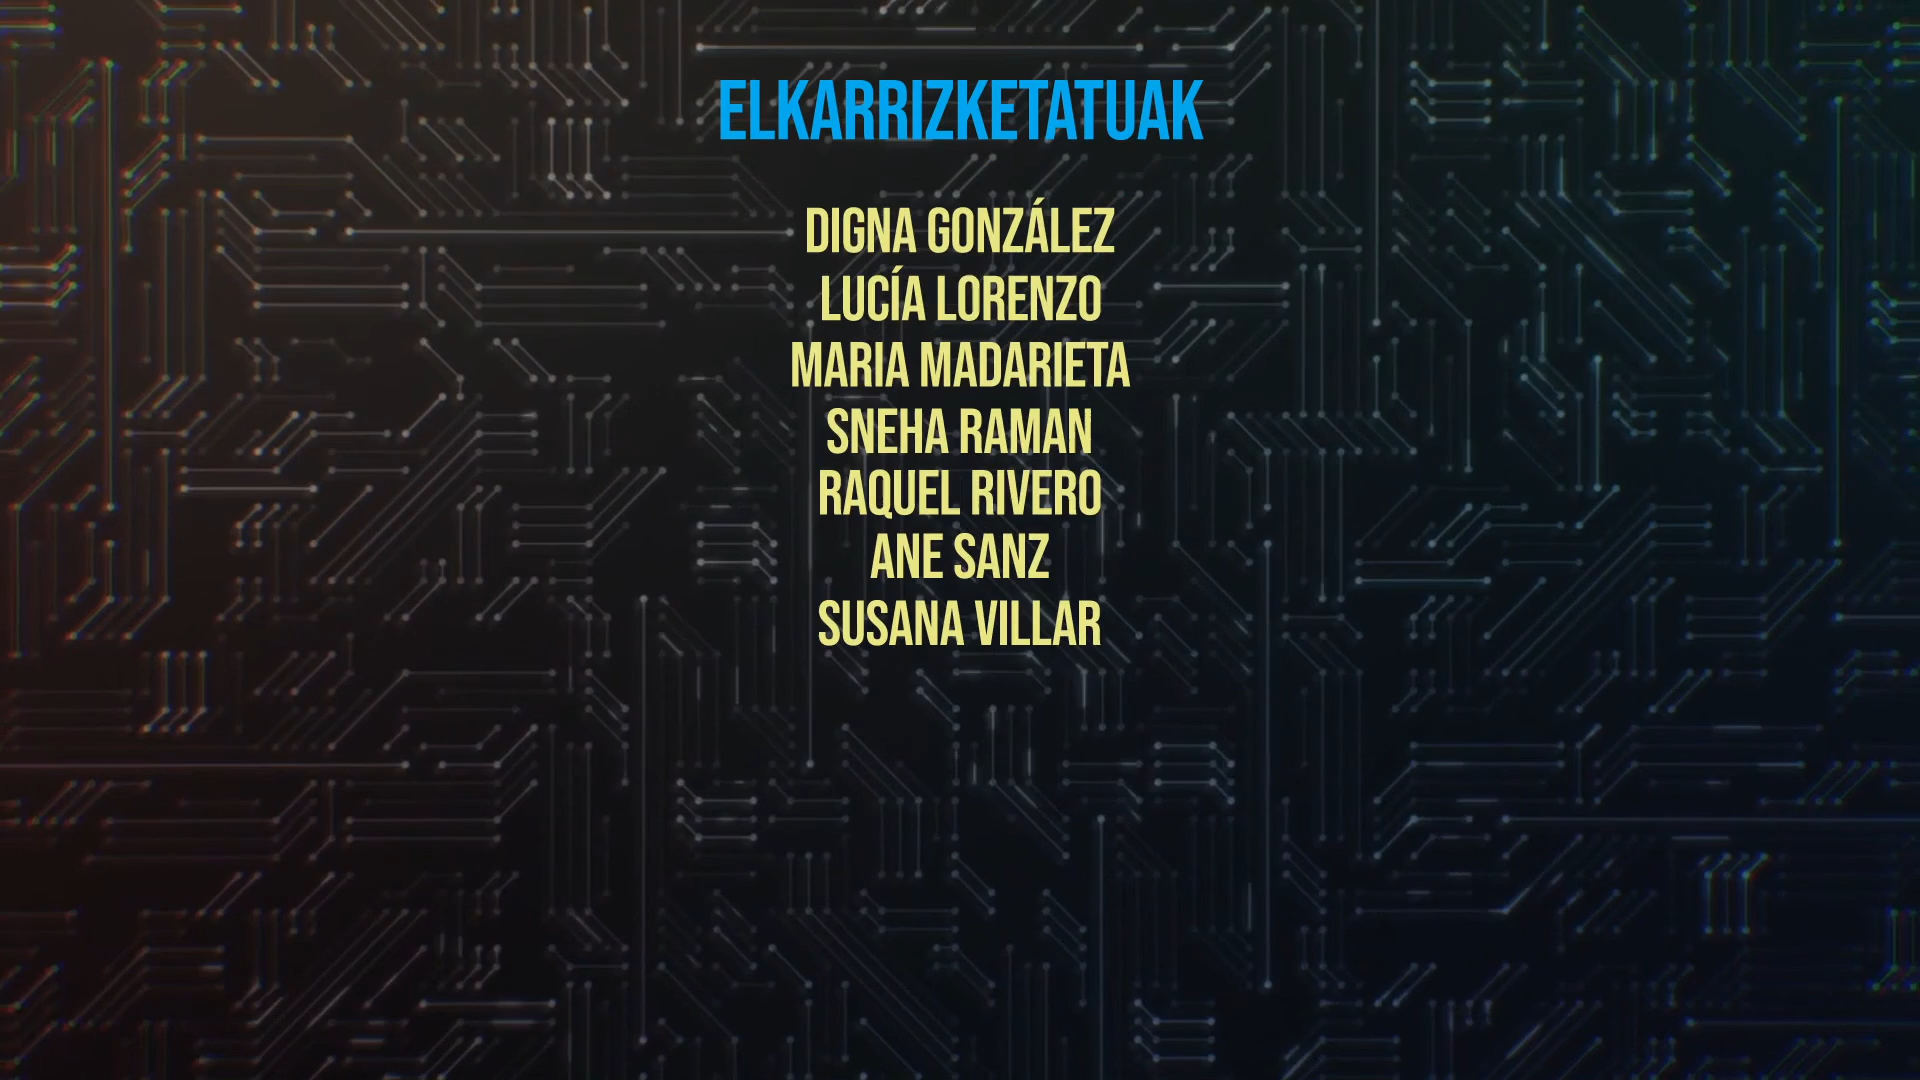 ELKARRIZKETATUAK
DIGNA GONZÁLEZ
LUCÍA LORENZO
MARIA MADARIETA
SNEHA RAMAN
RAQUEL RIVERO
ANE SANZ
SUSANA VILLAR